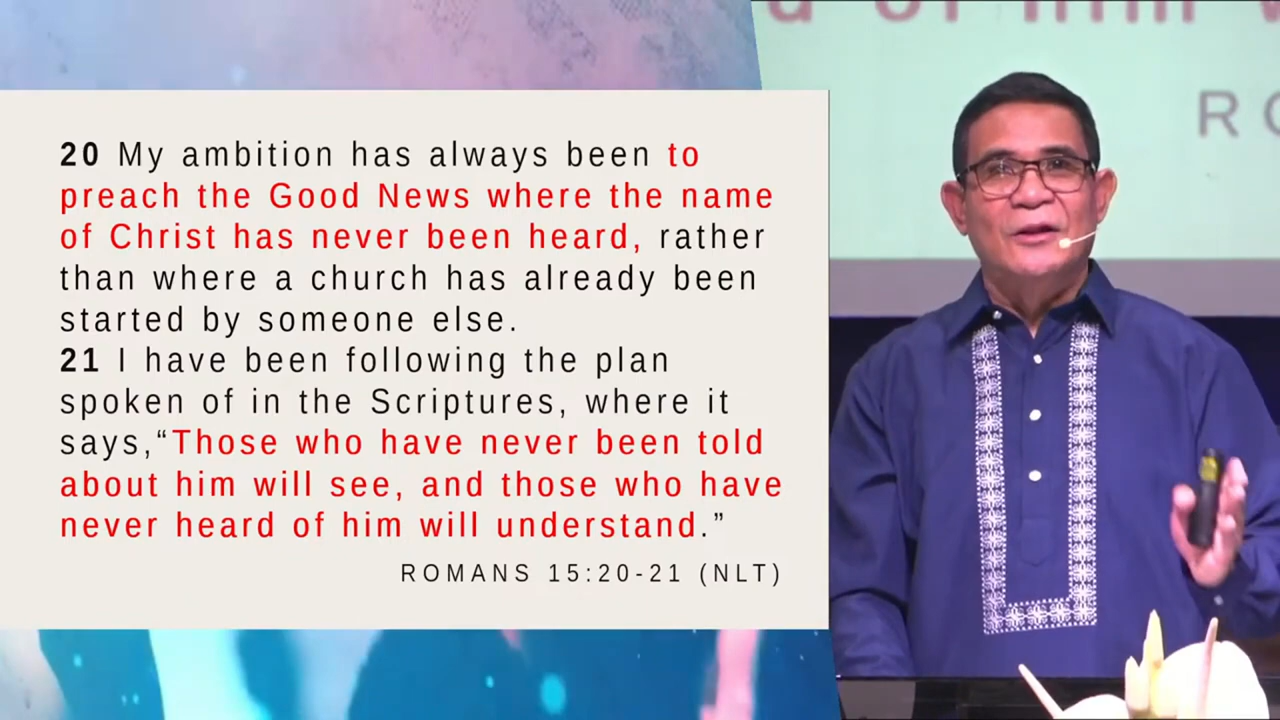 20 My ambition has always been to
preach the Good News where the name
of Christ has never been heard, rather
than where a church has already been
started by someone else.
21 I have been following the plan
spoken of in the Scriptures, where it
says,“Those who have never been told
about him will see, and those who have
never heard of him will understand.”
ROMANS 15:20-21 (NLT)
of him